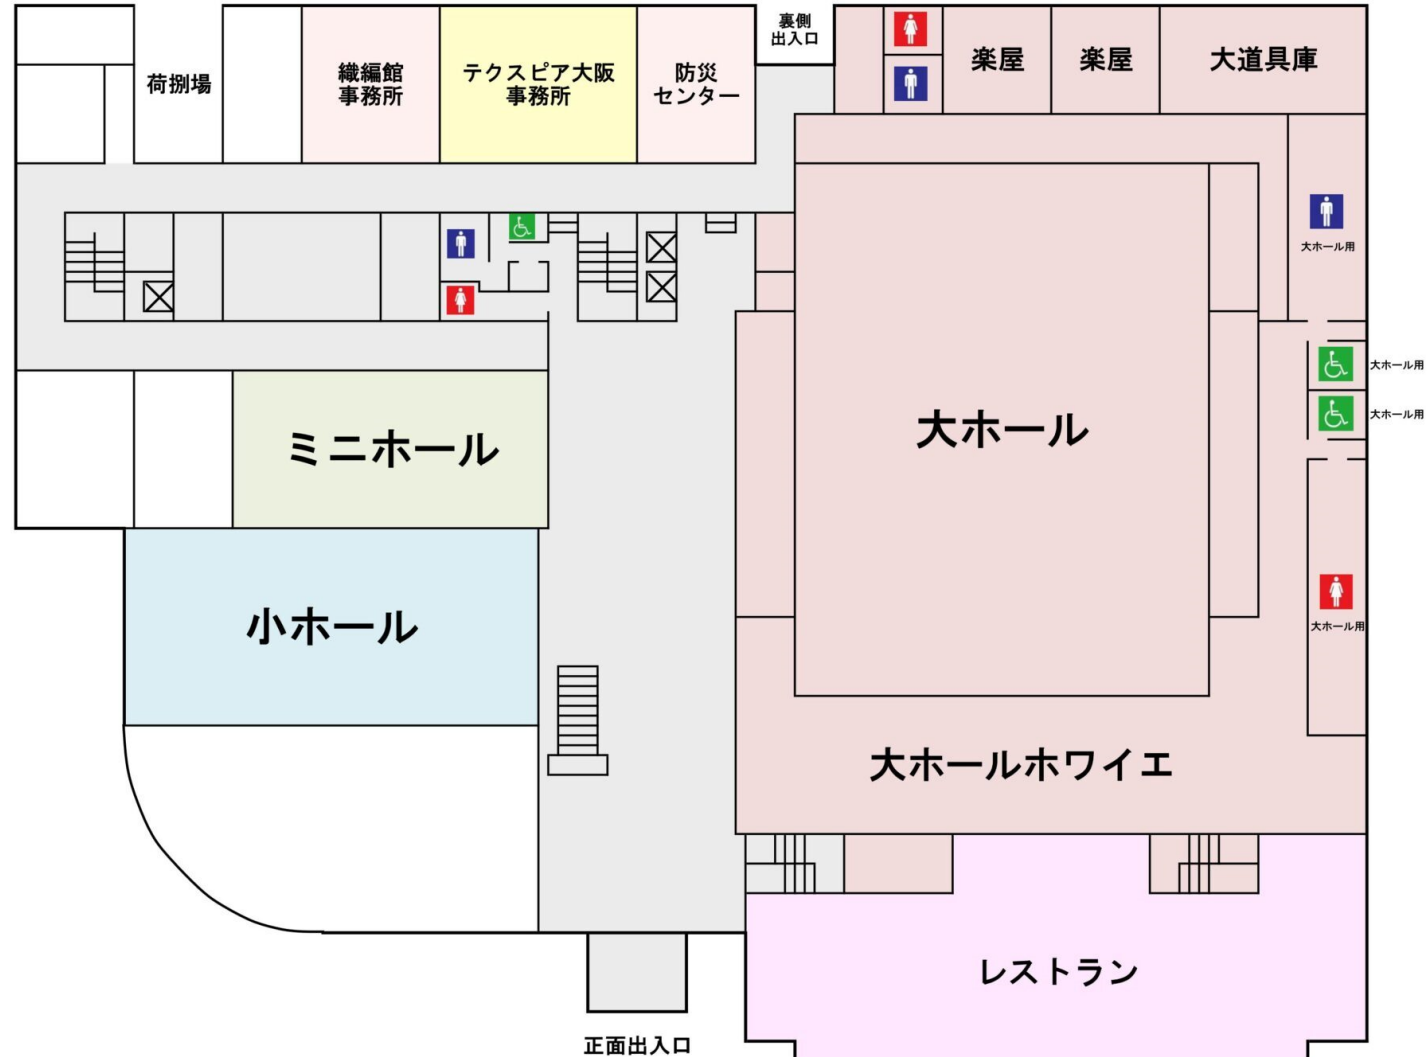 裏側
出入口
荷捌場
織編館
事務所
テクスピア大阪
事務所
防災
センター
楽屋
楽屋
大道具庫
大ホール用
大ホール用
大ホール用
ミニホール
大ホール
小ホール
大ホール用
大ホールホワイエ
レストラン
正面出入口